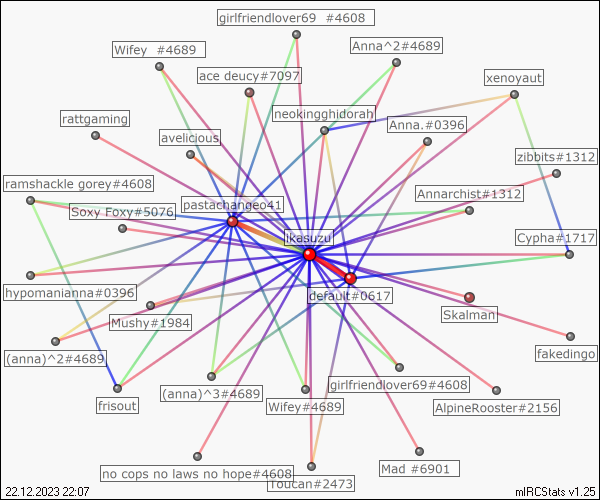 girlfriendlover69 #4608
Wifey #4689
Anna^2#4689
ace deucy#7097
xenoyaut
neokingghidorah
rattgaming
Anna.#0396
avelicious
zibbits#1312
ramshackle gorey#4608
Annarchist#1312
pastachangeo41
Soxy Foxy#5076
ikasuzu
Cypha#1717
hypomanianna#0396
default#0617
Mushy#1984
Skalman
(anna)^2#4689
fakedingo
(anna)^3#4689
girlfriendlover69#4608
frisout
Wifey#4689
AlpineRooster#2156
no cops no laws no hope#4608
Mad #6901
Toucan#2473
22.12.2023 22:07
mIRCStats v1.25